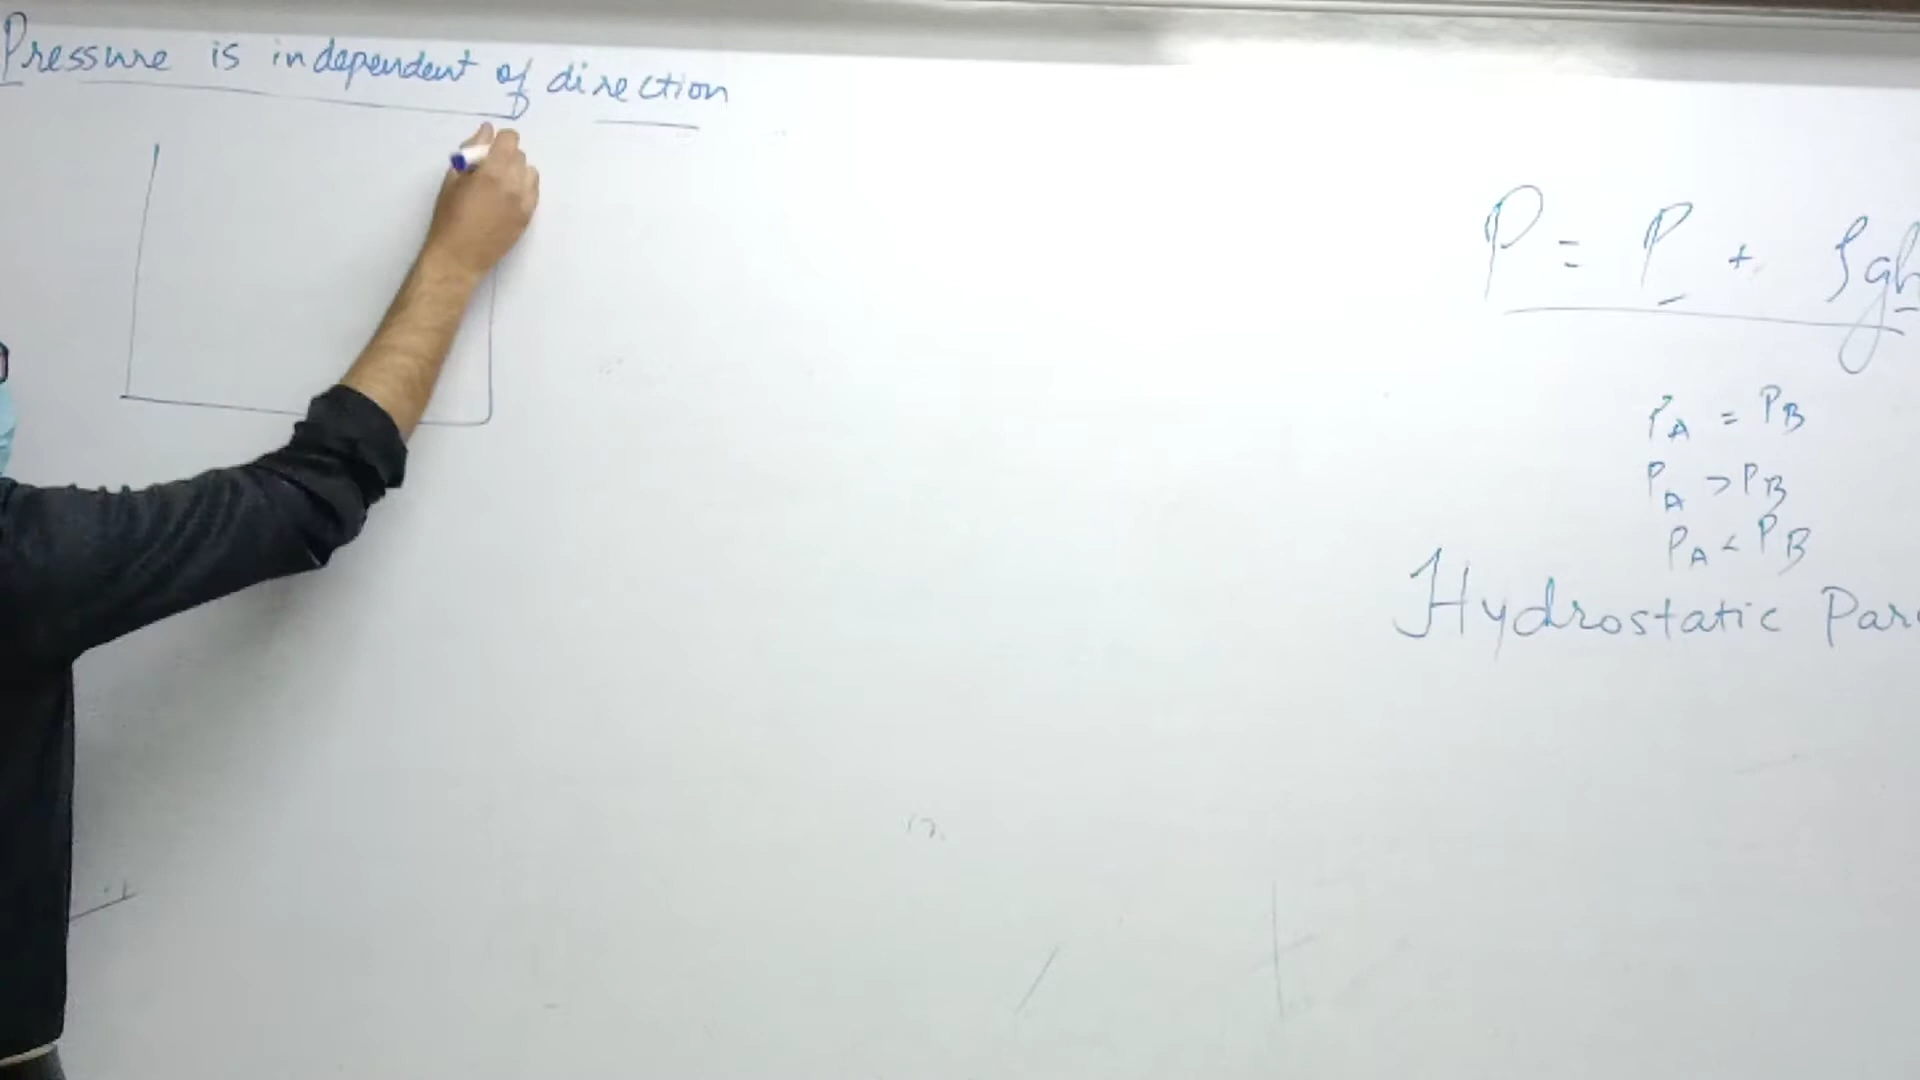 Pressure is independent of direction
P = P + ρgh
PA = PB
PA > PB
PA < PB
Hydrostatic Par